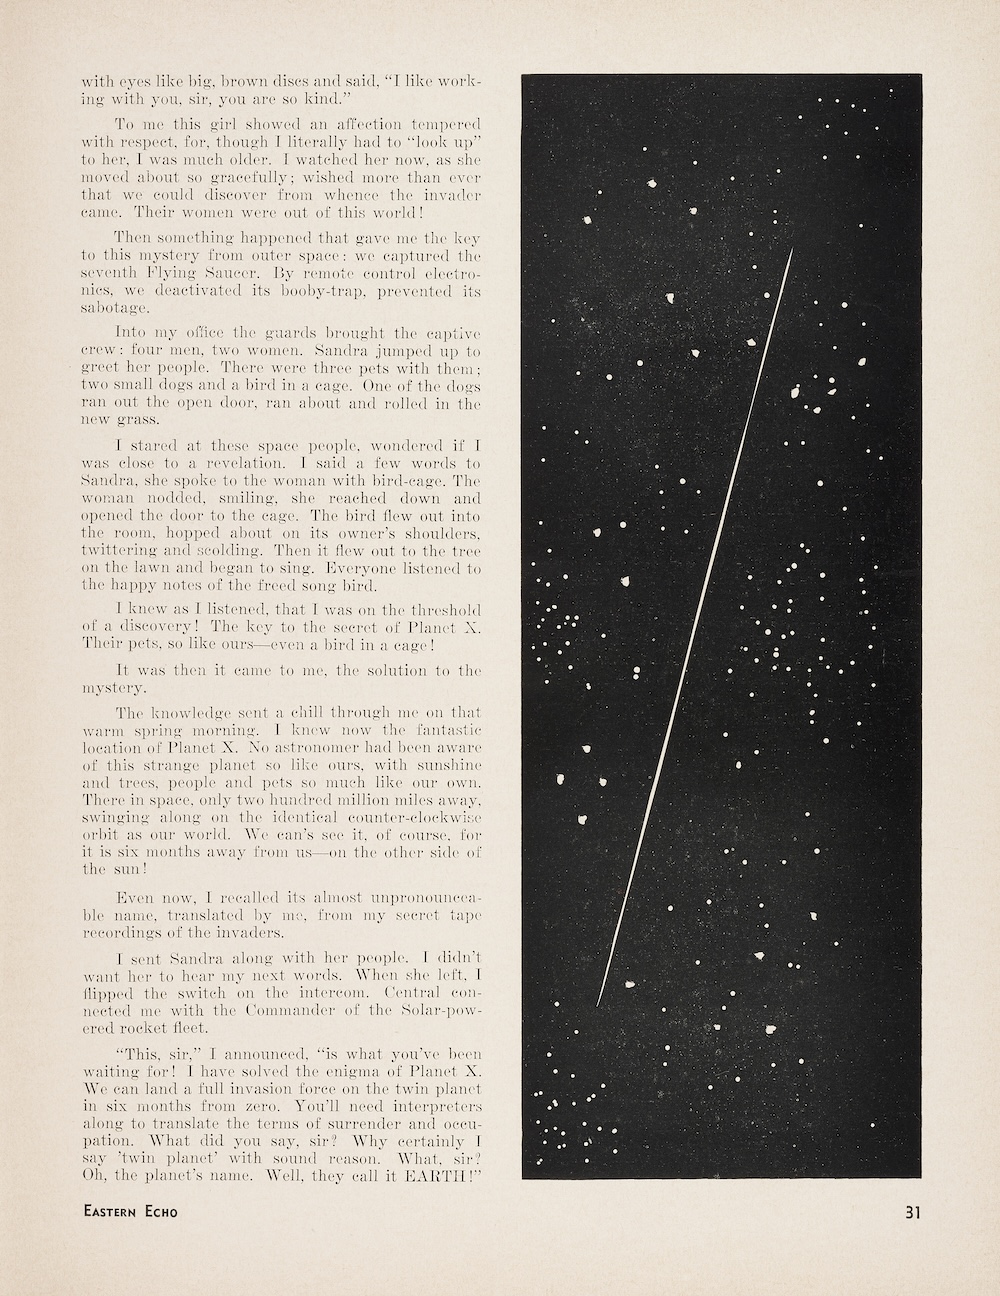 with eyes like big, brown discs and said, “I like work-
ing with you, sir, you are so kind.”
To me this girl showed an affection tempered
with respect, for, though I literally had to “look up”
to her, I was much older. I watched her now, as she
moved about so gracefully; wished more than ever
that we could discover from whence the invader
came. Their women were out of this world!
Then something happened that gave me the key
to this mystery from outer space: we captured the
seventh Flying Saucer. By remote control electro-
nics, we deactivated its booby-trap, prevented its
sabotage.
Into my office the guards brought the captive
crew: four men, two women. Sandra jumped up to
greet her people. There were three pets with them;
two small dogs and a bird in a cage. One of the dogs
ran out the open door, ran about and rolled in the
new grass.
I stared at these space people, wondered if I
was close to a revelation. I said a few words to
Sandra, she spoke to the woman with bird-cage. The
woman nodded, smiling, she reached down and
opened the door to the cage. The bird flew out into
the room, hopped about on its owner’s shoulders,
twittering and scolding. Then it flew out to the tree
on the lawn and began to sing. Everyone listened to
the happy notes of the freed song bird.
I knew as I listened, that I was on the threshold
of a discovery! The key to the secret of Planet X.
Their pets, so like ours—even a bird in a cage!
It was then it came to me, the solution to the
mystery.
The knowledge sent a chill through me on that
warm spring morning. I knew now the fantastic
location of Planet X. No astronomer had been aware
of this strange planet so like ours, with sunshine
and trees, people and pets so much like our own.
There in space, only two hundred million miles away,
swinging along on the identical counter-clockwise
orbit as our world. We can’s see it, of course, for
it is six months away from us—on the other side of
the sun!
Even now, I recalled its almost unpronouncea-
ble name, translated by me, from my secret tape
recordings of the invaders.
I sent Sandra along with her people. I didn’t
want her to hear my next words. When she left, I
flipped the switch on the intercom. Central con-
nected me with the Commander of the Solar-pow-
ered rocket fleet.
“This, sir,” I announced, “is what you’ve been
waiting for! I have solved the enigma of Planet X.
We can land a full invasion force on the twin planet
in six months from zero. You’ll need interpreters
along to translate the terms of surrender and occu-
pation. What did you say, sir? Why certainly I
say ’twin planet’ with sound reason. What, sir?
Oh, the planet’s name. Well, they call it EARTH!”
EASTERN ECHO
31